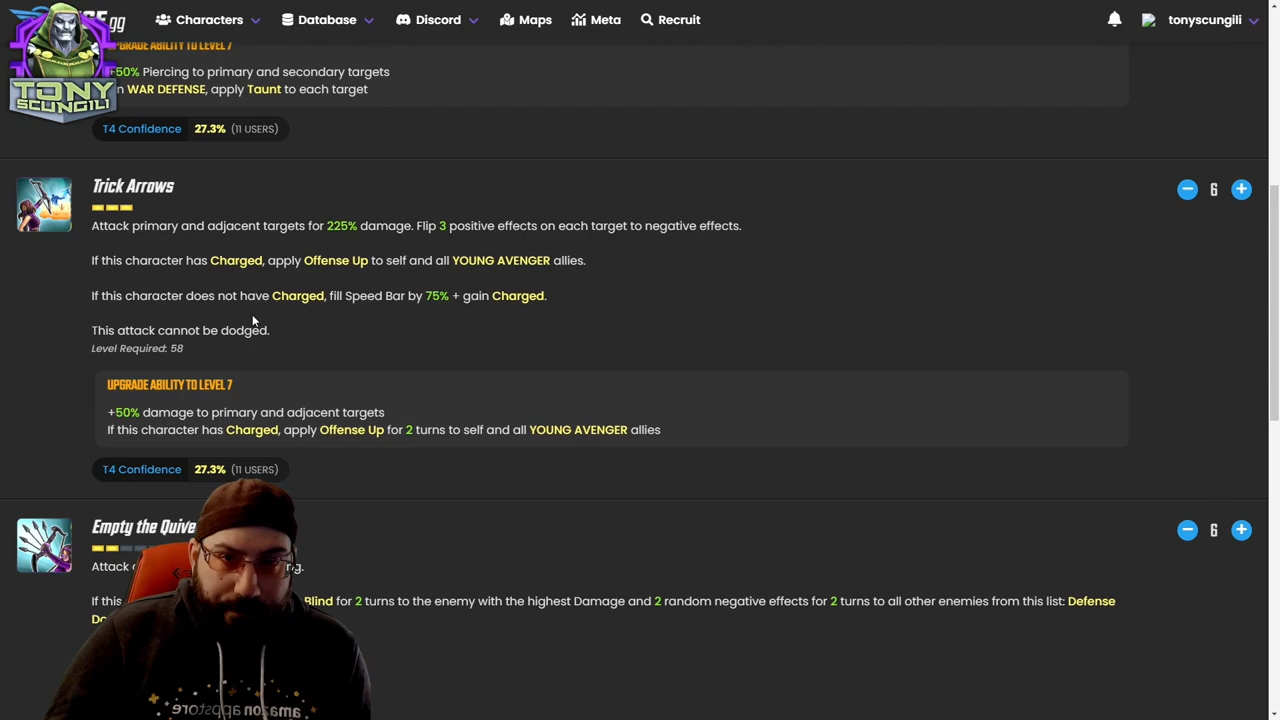 .gg Characters Database Discord Maps Meta Recruit tonyscungili
UPGRADE ABILITY TO LEVEL 7
+50% Piercing to primary and secondary targets
WAR DEFENSE, apply Taunt to each target
TONY
SCUNGILI
T4 Confidence 27.3% (11 USERS)
Trick Arrows
6
Attack primary and adjacent targets for 225% damage. Flip 3 positive effects on each target to negative effects.
If this character has Charged, apply Offense Up to self and all YOUNG AVENGER allies.
If this character does not have Charged, fill Speed Bar by 75% + gain Charged.
This attack cannot be dodged.
Level Required: 58
UPGRADE ABILITY TO LEVEL 7
+50% damage to primary and adjacent targets
If this character has Charged, apply Offense Up for 2 turns to self and all YOUNG AVENGER allies
T4 Confidence 27.3% (11 USERS)
Empty the Quive
6
Attack
If this Blind for 2 turns to the enemy with the highest Damage and 2 random negative effects for 2 turns to all other enemies from this list: Defense
amazon appstore